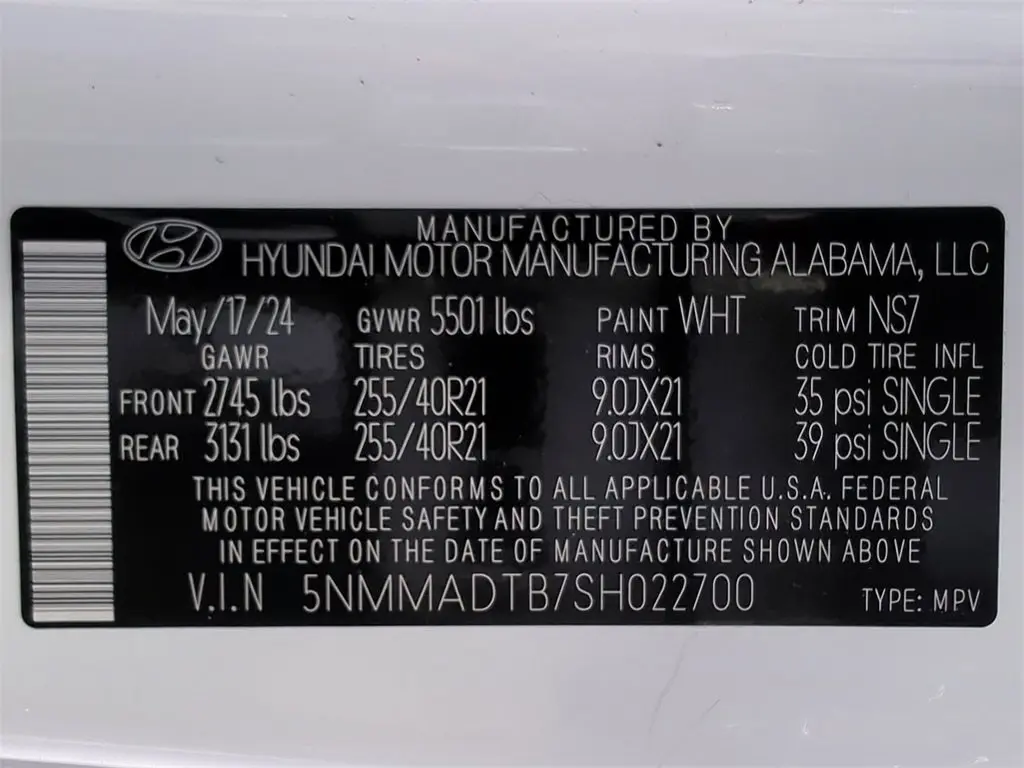 MANUFACTURED BY
HYUNDAI MOTOR MANUFACTURING ALABAMA, LLC
May/17/24 GVWR 5501 lbs PAINT WHT TRIM NS7
GAWR TIRES RIMS COLD TIRE INFL
FRONT 2745 lbs 255/40R21 9.0JX21 35 psi SINGLE
REAR 3131 lbs 255/40R21 9.0JX21 39 psi SINGLE
THIS VEHICLE CONFORMS TO ALL APPLICABLE U.S.A. FEDERAL
MOTOR VEHICLE SAFETY AND THEFT PREVENTION STANDARDS
IN EFFECT ON THE DATE OF MANUFACTURE SHOWN ABOVE
V.I.N 5NMMADTB7SH022700 TYPE: MPV